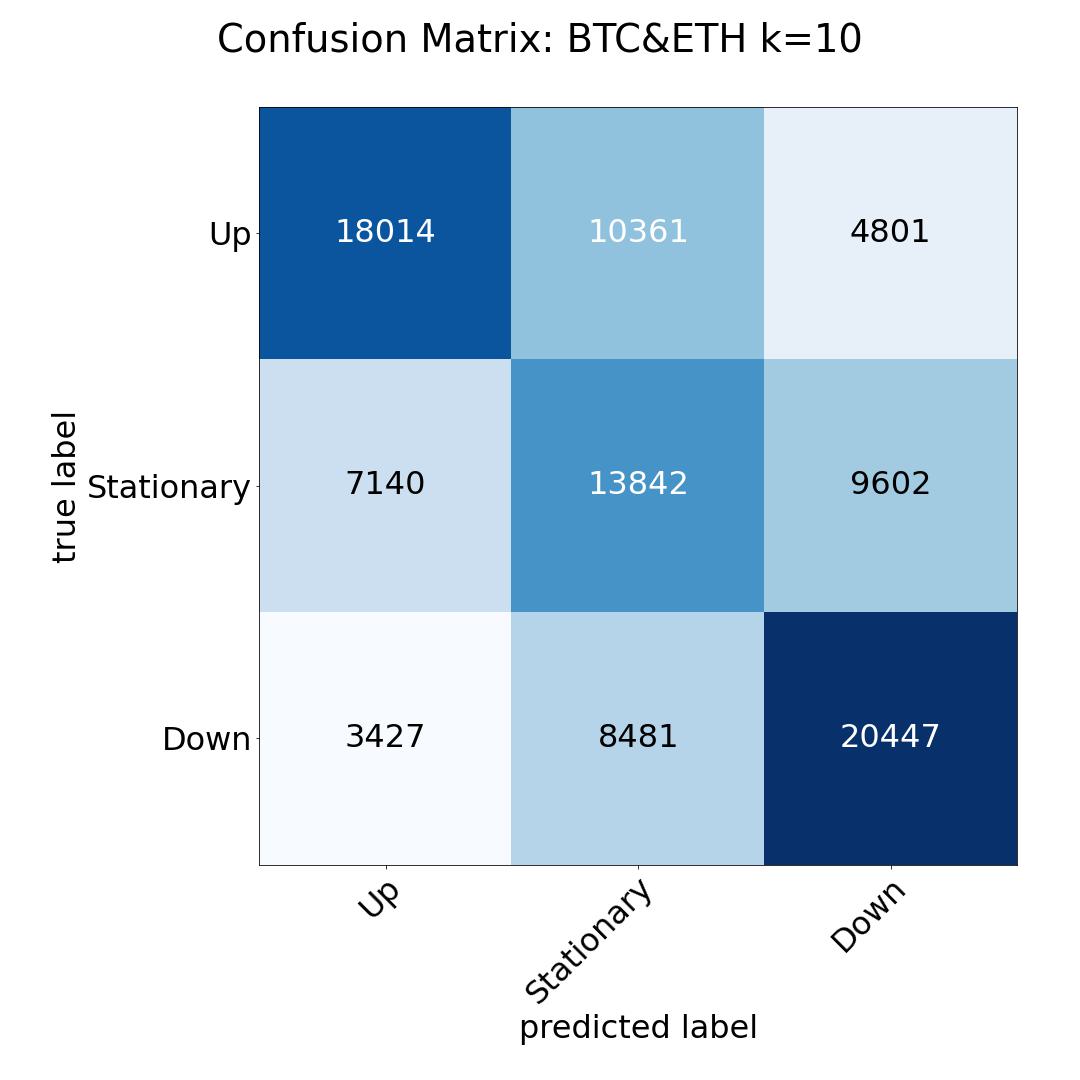 Confusion Matrix: BTC&ETH k=10
true label
Up
18014
10361
4801
Stationary
7140
13842
9602
Down
3427
8481
20447
Up
Stationary
Down
predicted label